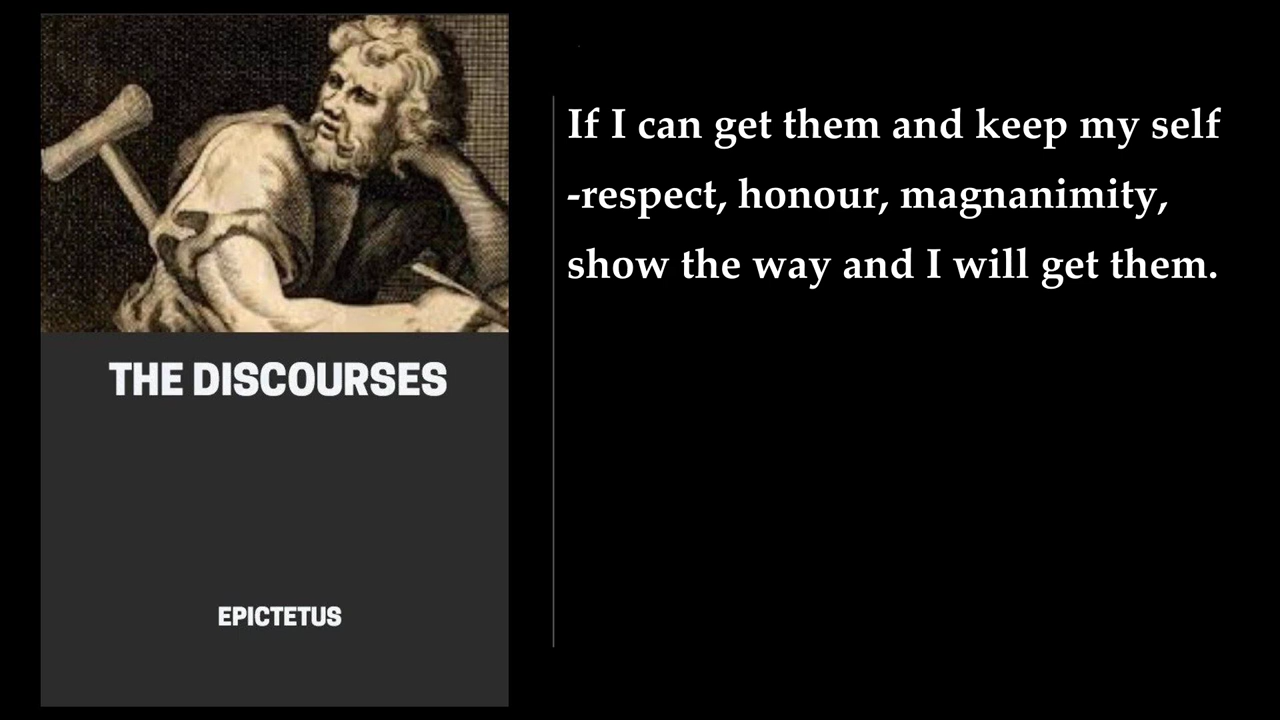 THE DISCOURSES
EPICTETUS
If I can get them and keep my self
-respect, honour, magnanimity,
show the way and I will get them.